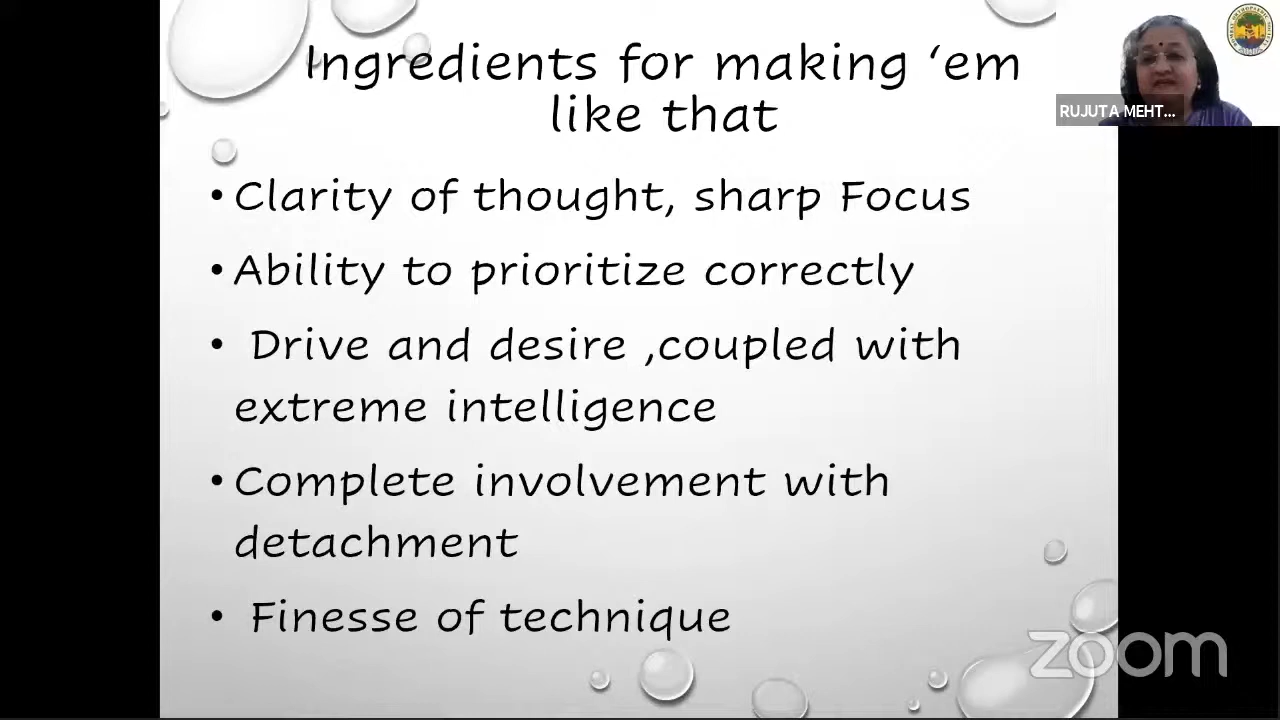 Ingredients for making ‘em
like that
• Clarity of thought, sharp Focus
• Ability to prioritize correctly
• Drive and desire ,coupled with
extreme intelligence
• Complete involvement with
detachment
• Finesse of technique
RUJUTA MEHT...
zoom